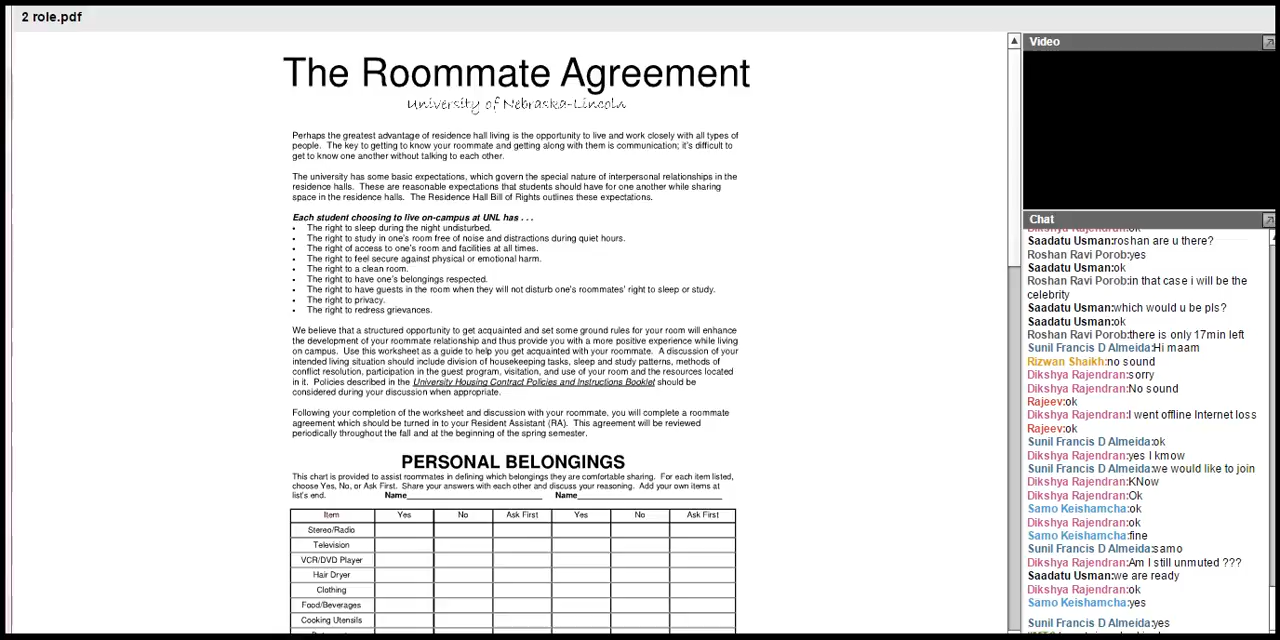 2 role.pdf
The Roommate Agreement
University of Nebraska-Lincoln
Perhaps the greatest advantage of residence hall living is the opportunity to live and work closely with all types of
people. The key to getting to know your roommate and getting along with them is communication; it's difficult to
get to know one another without talking to each other.
The university has some basic expectations, which govern the special nature of interpersonal relationships in the
residence halls. These are reasonable expectations that students should have for one another while sharing
space in the residence halls. The Residence Hall Bill of Rights outlines these expectations.
Each student choosing to live on-campus at UNL has . . .
• The right to sleep during the night undisturbed.
• The right to study in one's room free of noise and distractions during quiet hours.
• The right of access to one's room and facilities at all times.
• The right to feel secure against physical or emotional harm.
• The right to a clean room.
• The right to have one's belongings respected.
• The right to have guests in the room when they will not disturb one's roommates' right to sleep or study.
• The right to privacy.
• The right to redress grievances.
We believe that a structured opportunity to get acquainted and set some ground rules for your room will enhance
the development of your roommate relationship and thus provide you with a more positive experience while living
on campus. Use this worksheet as a guide to help you get acquainted with your roommate. A discussion of your
intended living situation should include division of housekeeping tasks, sleep and study patterns, methods of
conflict resolution, participation in the guest program, visitation, and use of your room and the resources located
in it. Policies described in the University Housing Contract Policies and Instructions Booklet should be
considered during your discussion when appropriate.
Following your completion of the worksheet and discussion with your roommate, you will complete a roommate
agreement which should be turned in to your Resident Assistant (RA). This agreement will be reviewed
periodically throughout the fall and at the beginning of the spring semester.
PERSONAL BELONGINGS
This chart is provided to assist roommates in defining which belongings they are comfortable sharing. For each item listed,
choose Yes, No, or Ask First. Share your answers with each other and discuss your reasoning. Add your own items at
list's end. Name Name
Item Yes No Ask First Yes No Ask First
Stereo/Radio
Television
VCR/DVD Player
Hair Dryer
Clothing
Food/Beverages
Cooking Utensils
Video
Chat
Dikshya Rajendran:ok
Saadatu Usman:roshan are u there?
Roshan Ravi Porob:yes
Saadatu Usman:ok
Roshan Ravi Porob:in that case i will be the
celebrity
Saadatu Usman:which would u be pls?
Saadatu Usman:ok
Roshan Ravi Porob:there is only 17min left
Sunil Francis D Almeida:Hi maam
Rizwan Shaikh:no sound
Dikshya Rajendran:sorry
Dikshya Rajendran:No sound
Rajeev:ok
Dikshya Rajendran:I went offline Internet loss
Rajeev:ok
Sunil Francis D Almeida:ok
Dikshya Rajendran:yes I kmow
Sunil Francis D Almeida:we would like to join
Dikshya Rajendran:KNow
Dikshya Rajendran:Ok
Samo Keishamcha:ok
Dikshya Rajendran:ok
Samo Keishamcha:fine
Sunil Francis D Almeida:samo
Dikshya Rajendran:Am I still unmuted ???
Saadatu Usman:we are ready
Dikshya Rajendran:ok
Samo Keishamcha:yes
Sunil Francis D Almeida:yes